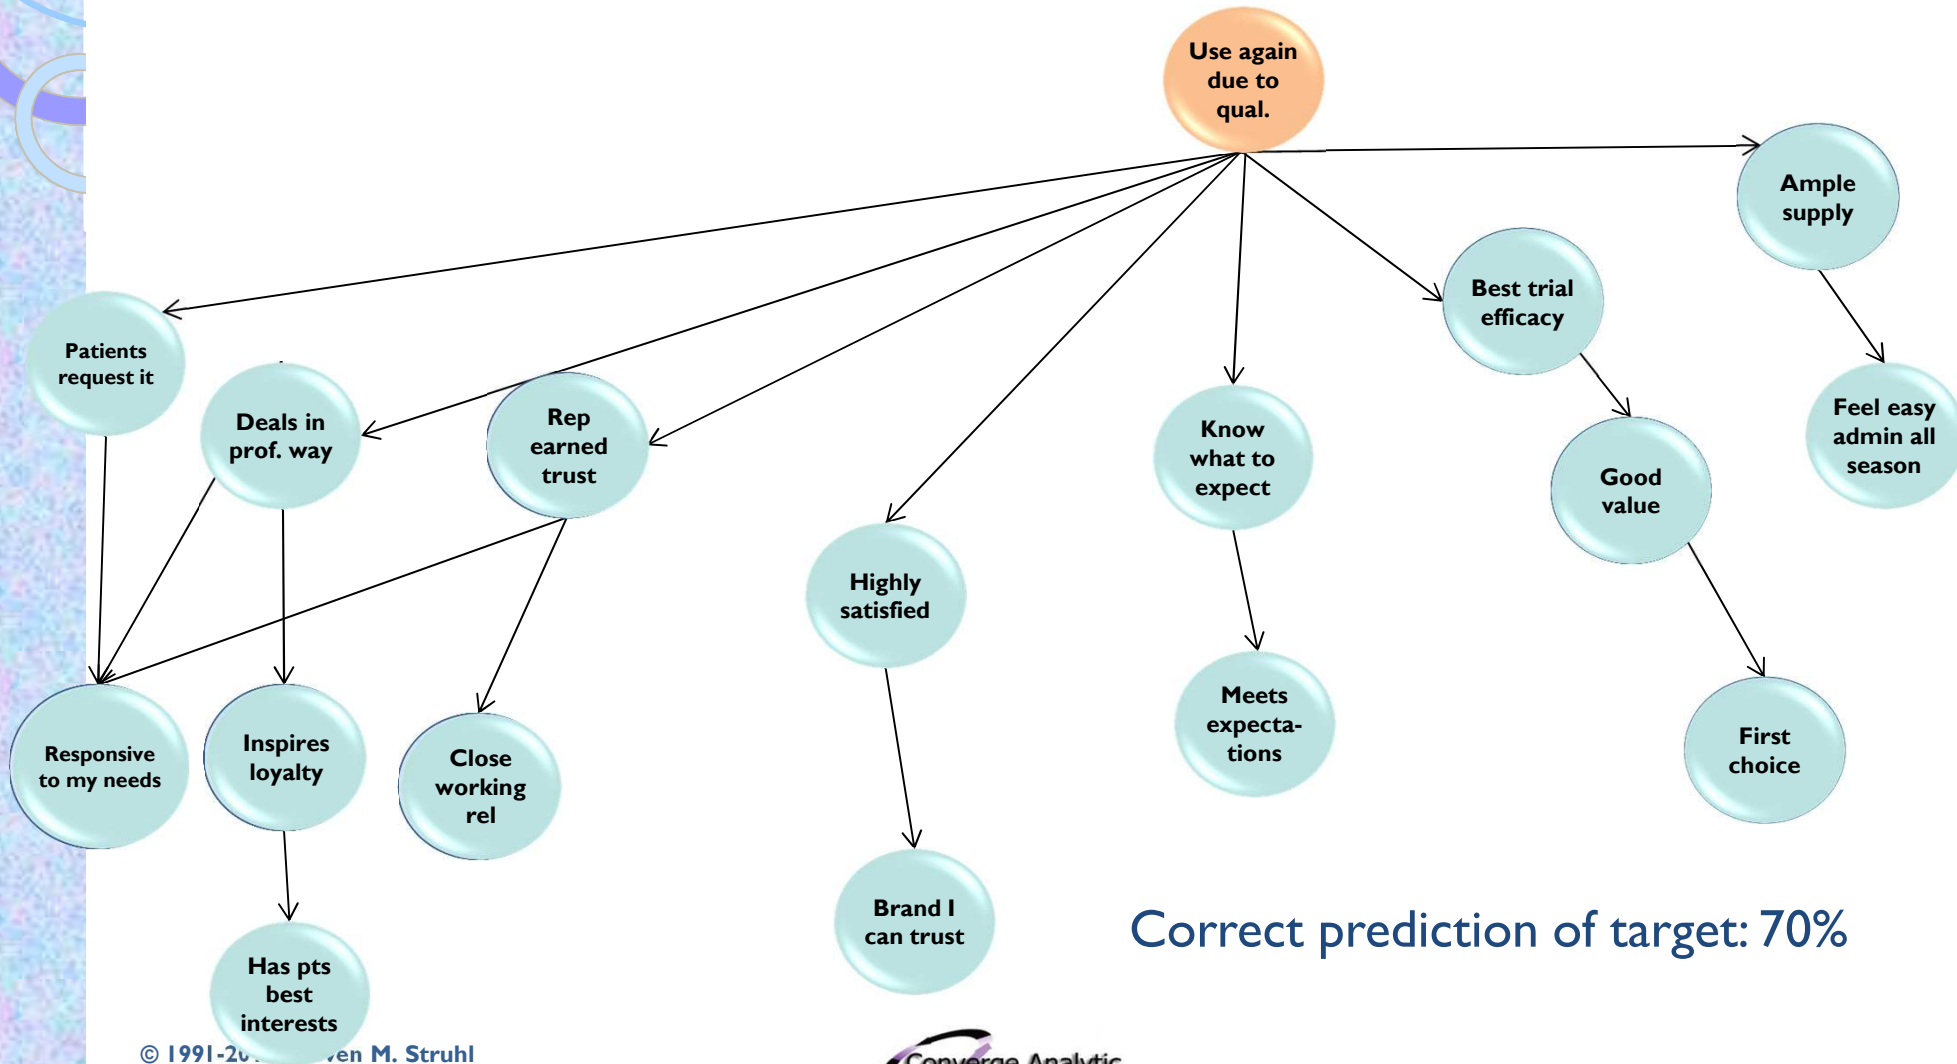 Use again
due to
qual.
Ample
supply
Best trial
efficacy
Patients
request it
Deals in
prof. way
Rep
earned
trust
Know
what to
expect
Good
value
Feel easy
admin all
season
Highly
satisfied
Responsive
to my needs
Inspires
loyalty
Close
working
rel
Meets
expecta-
tions
First
choice
Brand I
can trust
Correct prediction of target: 70%
Has pts
best
interests
© 1991- M. Struhl
Converge Analytic